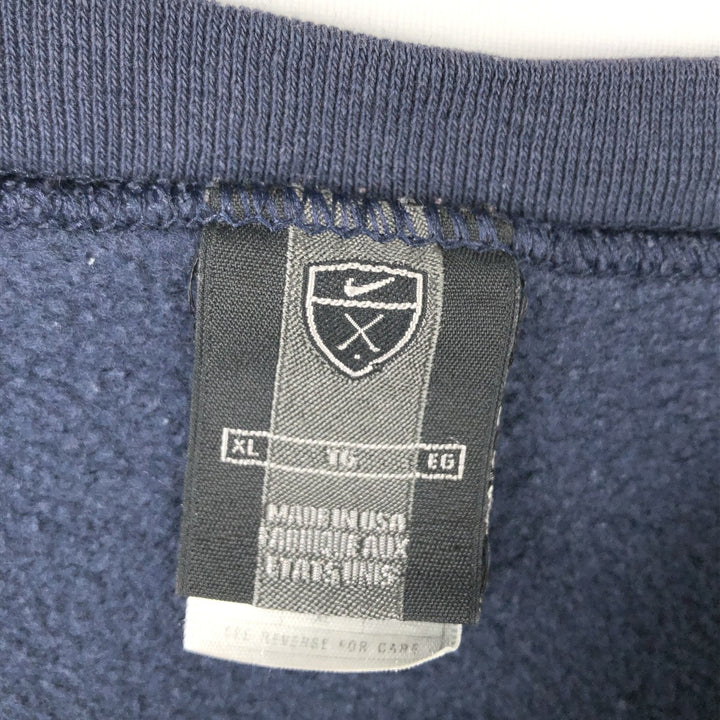 XL TG EG
MADE IN USA
FABRIQUE AUX
ETATS UNIS
SEE REVERSE FOR CARE